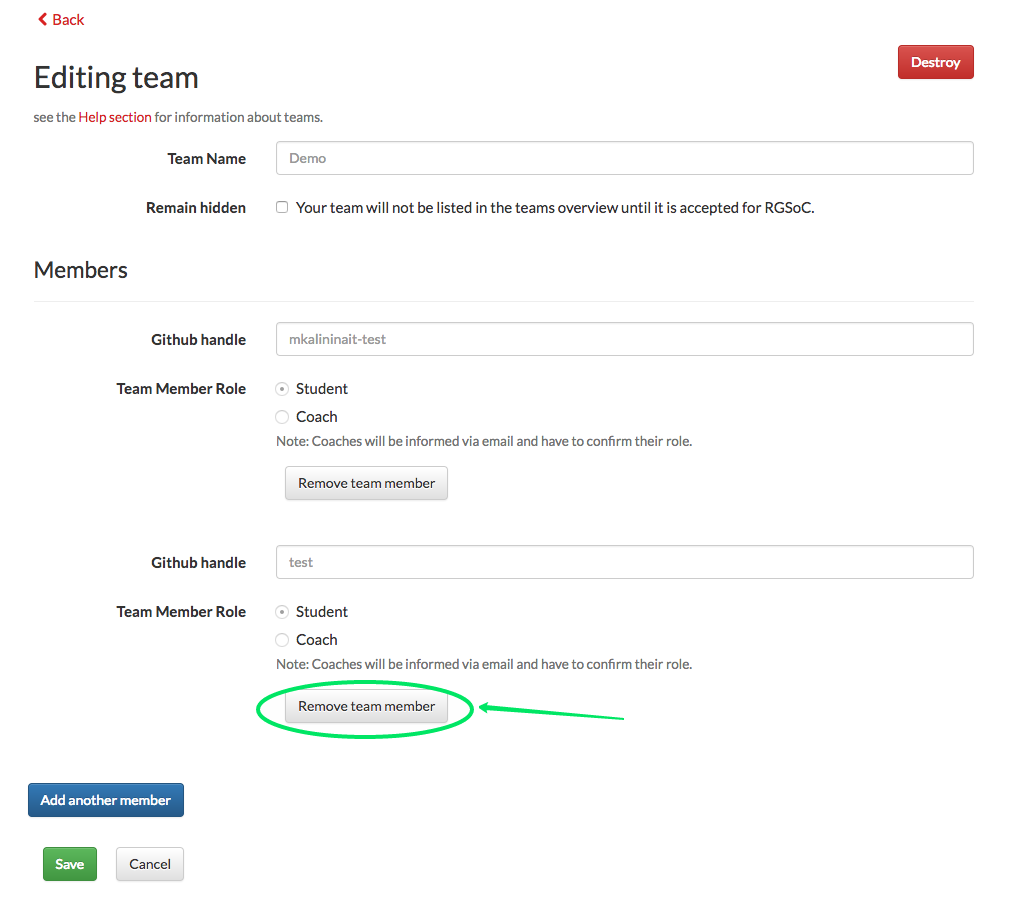 Back
Editing team
Destroy
see the Help section for information about teams.
Team Name
Demo
Remain hidden
Your team will not be listed in the teams overview until it is accepted for RGSoC.
Members
Github handle
mkalininait-test
Team Member Role
Student
Coach
Note: Coaches will be informed via email and have to confirm their role.
Remove team member
Github handle
test
Team Member Role
Student
Coach
Note: Coaches will be informed via email and have to confirm their role.
Remove team member
Add another member
Save
Cancel